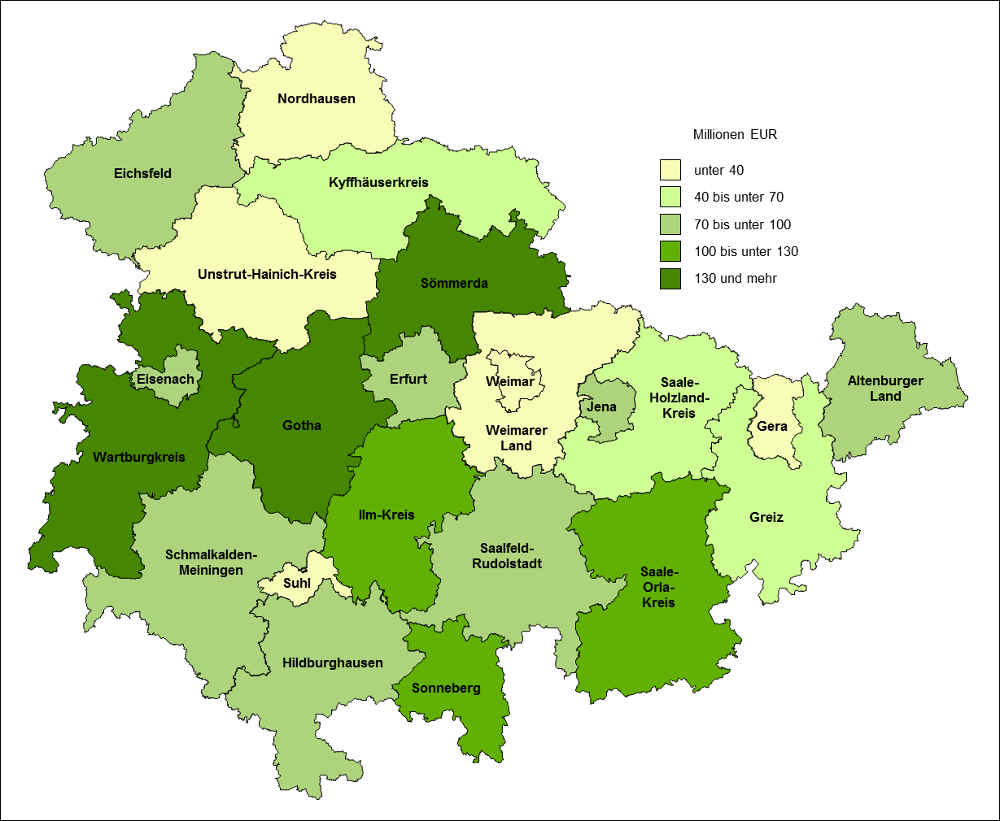 Nordhausen
Millionen EUR
unter 40
40 bis unter 70
70 bis unter 100
100 bis unter 130
130 und mehr
Eichsfeld
Kyffhäuserkreis
Unstrut-Hainich-Kreis
Sömmerda
Eisenach
Erfurt
Weimar
Jena
Saale-
Holzland-
Kreis
Altenburger
Land
Gotha
Weimarer
Land
Gera
Wartburgkreis
Ilm-Kreis
Greiz
Schmalkalden-
Meiningen
Saalfeld-
Rudolstadt
Suhl
Saale-
Orla-
Kreis
Hildburghausen
Sonneberg